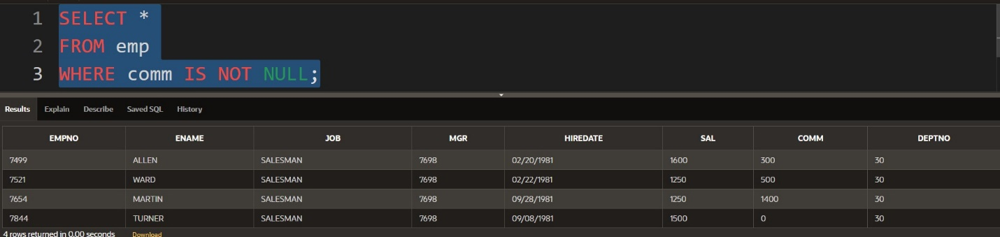 1 SELECT *
2 FROM emp
3 WHERE comm IS NOT NULL;
Results Explain Describe Saved SQL History
EMPNO ENAME JOB MGR HIREDATE SAL COMM DEPTNO
7499 ALLEN SALESMAN 7698 02/20/1981 1600 300 30
7521 WARD SALESMAN 7698 02/22/1981 1250 500 30
7654 MARTIN SALESMAN 7698 09/28/1981 1250 1400 30
7844 TURNER SALESMAN 7698 09/08/1981 1500 0 30
4 rows returned in 0.00 seconds Download